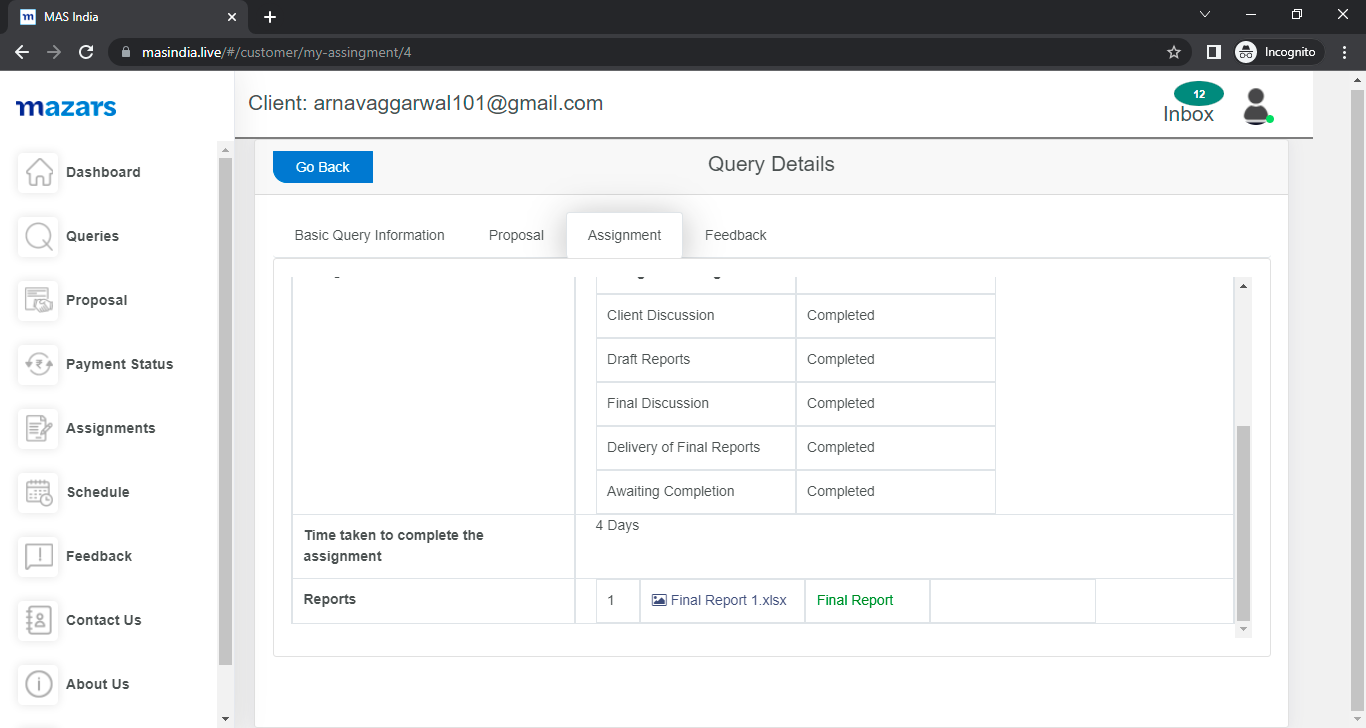 MAS India
masindia.live/#/customer/my-assingment/4
Incognito
mazars
Client: arnavaggarwal101@gmail.com
12
Inbox
Dashboard
Queries
Proposal
Payment Status
Assignments
Schedule
Feedback
Contact Us
About Us
Go Back
Query Details
Basic Query Information
Proposal
Assignment
Feedback
Client Discussion Completed
Draft Reports Completed
Final Discussion Completed
Delivery of Final Reports Completed
Awaiting Completion Completed
Time taken to complete the
assignment
4 Days
Reports
1 Final Report 1.xlsx Final Report